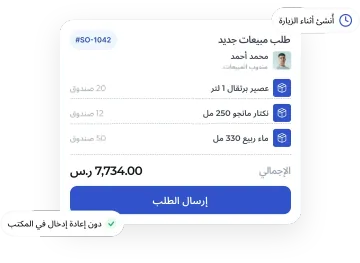 أُنشئ أثناء الزيارة
طلب مبيعات جديد #SO-1042
محمد أحمد
مندوب المبيعات
عصير برتقال 1 لتر 20 صندوق
نكتار مانجو 250 مل 12 صندوق
ماء ربيع 330 مل 50 صندوق
الإجمالي 7,734.00 ر.س
إرسال الطلب
دون إعادة إدخال في المكتب